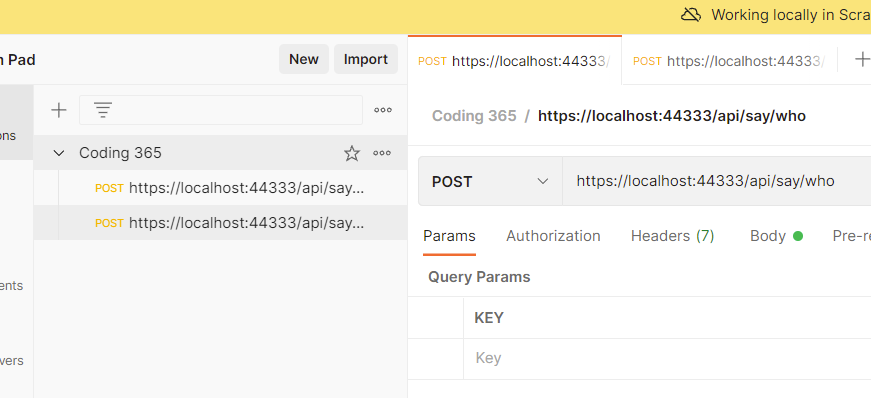 Working locally in Scra
n Pad
New
Import
POST https://localhost:44333/
POST https://localhost:44333/
ons
Coding 365 / https://localhost:44333/api/say/who
Coding 365
POST
https://localhost:44333/api/say/who
POST https://localhost:44333/api/say...
POST https://localhost:44333/api/say...
Params
Authorization
Headers (7)
Body
Pre-re
Query Params
ents
KEY
Key
vers